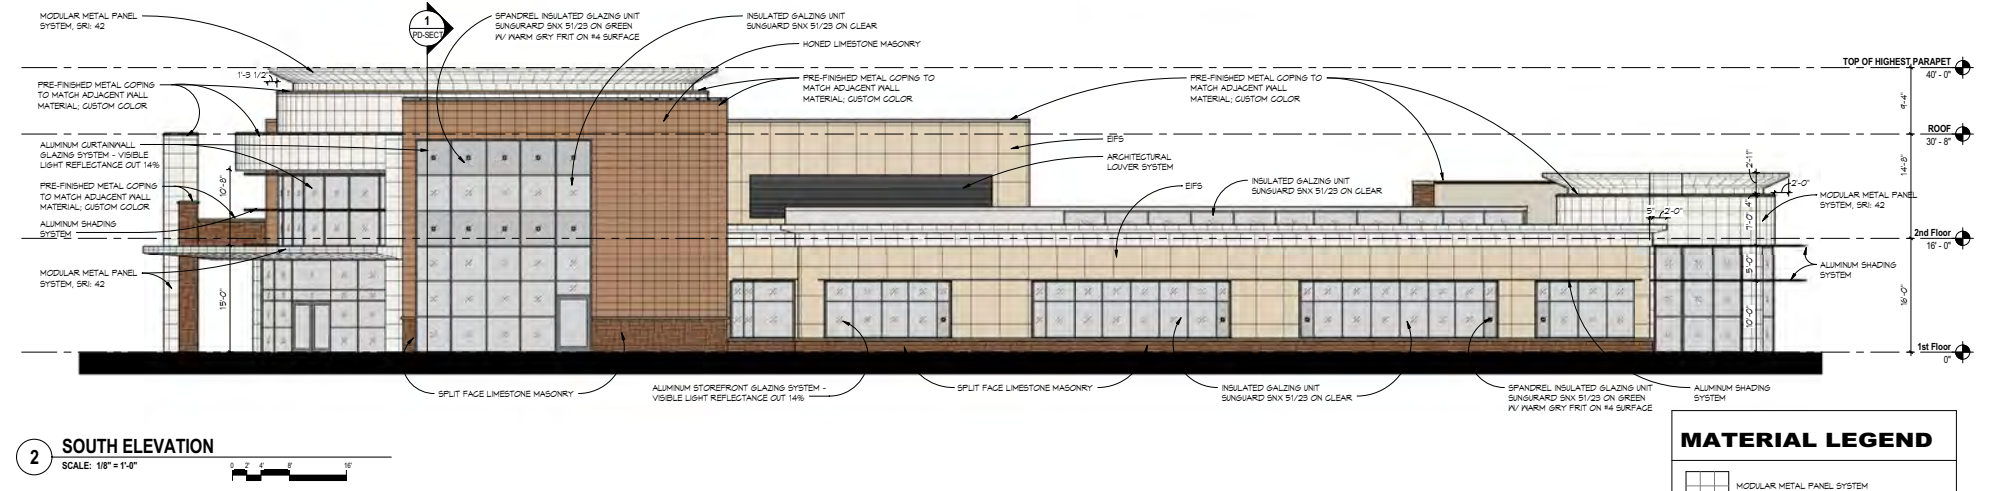 MODULAR METAL PANEL
SYSTEM, SRI: 42
1
PD-SECT
SPANDREL INSULATED GLAZING UNIT
SUNGURARD SNX 51/23 ON GREEN
W/ WARM GRY FRIT ON #4 SURFACE
INSULATED GALZING UNIT
SUNGUARD SNX 51/23 ON CLEAR
HONED LIMESTONE MASONRY
PRE-FINISHED METAL COPING
TO MATCH ADJACENT WALL
MATERIAL; CUSTOM COLOR
1'-3 1/2"
PRE-FINISHED METAL COPING TO
MATCH ADJACENT WALL
MATERIAL; CUSTOM COLOR
PRE-FINISHED METAL COPING TO
MATCH ADJACENT WALL
MATERIAL; CUSTOM COLOR
TOP OF HIGHEST PARAPET
40' - 0"
9'-4"
ROOF
30' - 8"
ALUMINUM CURTAINWALL
GLAZING SYSTEM - VISIBLE
LIGHT REFLECTANCE OUT 14%
EIFS
ARCHITECTURAL
LOUVER SYSTEM
14'-8"
2'-11"
PRE-FINISHED METAL COPING
TO MATCH ADJACENT WALL
MATERIAL; CUSTOM COLOR
10'-8"
EIFS
INSULATED GALZING UNIT
SUNGUARD SNX 51/23 ON CLEAR
2'-0"
MODULAR METAL PANEL
SYSTEM, SRI: 42
ALUMINUM SHADING
SYSTEM
5"
2'-0"
7'-0"
4"
2nd Floor
16' - 0"
MODULAR METAL PANEL
SYSTEM, SRI: 42
15'-0"
5'-0"
ALUMINUM SHADING
SYSTEM
16'-0"
10'-0"
1st Floor
0"
SPLIT FACE LIMESTONE MASONRY
ALUMINUM STOREFRONT GLAZING SYSTEM -
VISIBLE LIGHT REFLECTANCE OUT 14%
SPLIT FACE LIMESTONE MASONRY
INSULATED GALZING UNIT
SUNGUARD SNX 51/23 ON CLEAR
SPANDREL INSULATED GLAZING UNIT
SUNGURARD SNX 51/23 ON GREEN
W/ WARM GRY FRIT ON #4 SURFACE
ALUMINUM SHADING
SYSTEM
2
SOUTH ELEVATION
SCALE: 1/8" = 1'-0"
0 2' 4' 8' 16'
MATERIAL LEGEND
MODULAR METAL PANEL SYSTEM